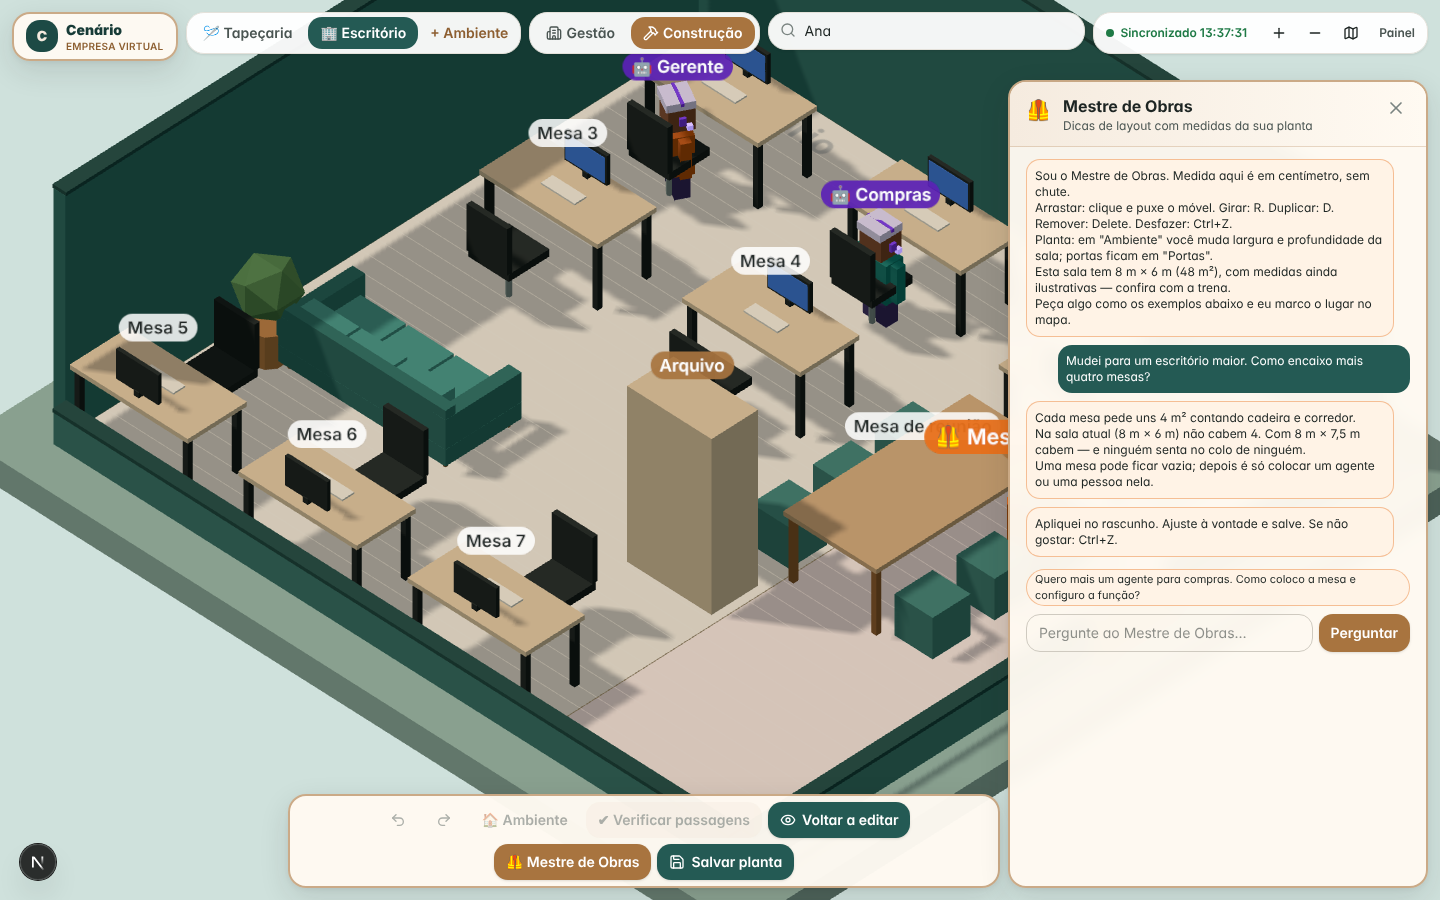 C
Cenário
EMPRESA VIRTUAL
Tapeçaria
Escritório
+ Ambiente
Gestão
Construção
Ana
Sincronizado 13:37:31
Painel
Gerente
Mesa 3
Compras
Mesa 4
Mesa 5
Arquivo
Mesa 6
Mesa de
Mes
Mesa 7
Mestre de Obras
Dicas de layout com medidas da sua planta
Sou o Mestre de Obras. Medida aqui é em centímetro, sem
chute.
Arrastar: clique e puxe o móvel. Girar: R. Duplicar: D.
Remover: Delete. Desfazer: Ctrl+Z.
Planta: em "Ambiente" você muda largura e profundidade da
sala; portas ficam em "Portas".
Esta sala tem 8 m × 6 m (48 m²), com medidas ainda
ilustrativas — confira com a trena.
Peça algo como os exemplos abaixo e eu marco o lugar no
mapa.
Mudei para um escritório maior. Como encaixo mais
quatro mesas?
Cada mesa pede uns 4 m² contando cadeira e corredor.
Na sala atual (8 m × 6 m) não cabem 4. Com 8 m × 7,5 m
cabem — e ninguém senta no colo de ninguém.
Uma mesa pode ficar vazia; depois é só colocar um agente
ou uma pessoa nela.
Apliquei no rascunho. Ajuste à vontade e salve. Se não
gostar: Ctrl+Z.
Quero mais um agente para compras. Como coloco a mesa e
configuro a função?
Pergunte ao Mestre de Obras...
Perguntar
Ambiente
✔ Verificar passagens
Voltar a editar
Mestre de Obras
Salvar planta
N